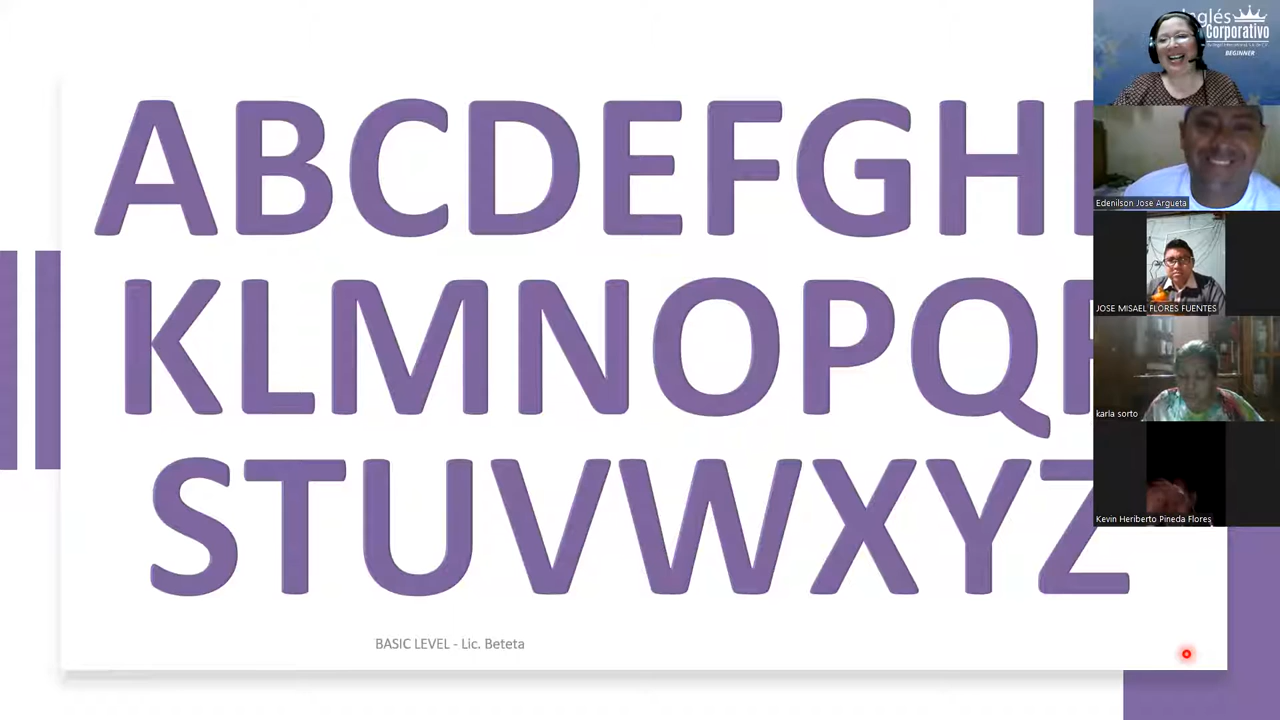 ABCDEFGH
KLMNOPQ
STUVWXYZ
BASIC LEVEL - Lic. Beteta
Inglés
Corporativo
BEGINNER
Edenilson Jose Argueta
JOSE MISAEL FLORES FUENTES
karla sorto
Kevin Heriberto Pineda Flores